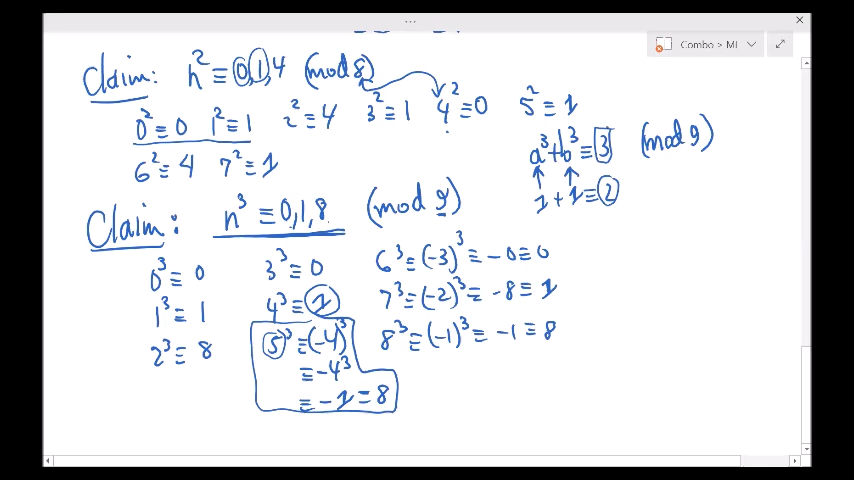 Combo > MI
Claim: n² ≡ 0,1,4 (mod 8)
0² ≡ 0 1² ≡ 1 2² ≡ 4 3² ≡ 1 4² ≡ 0 5² ≡ 1
6² ≡ 4 7² ≡ 1
a³+b³ ≡ 3 (mod 9)
1 + 1 ≡ 2
Claim: n³ ≡ 0,1,8 (mod 9)
0³ ≡ 0
1³ ≡ 1
2³ ≡ 8
3³ ≡ 0
4³ ≡ 1
5³ ≡ (-4)³
≡ -4³
≡ -1 ≡ 8
6³ ≡ (-3)³ ≡ -0 ≡ 0
7³ ≡ (-2)³ ≡ -8 ≡ 1
8³ ≡ (-1)³ ≡ -1 ≡ 8